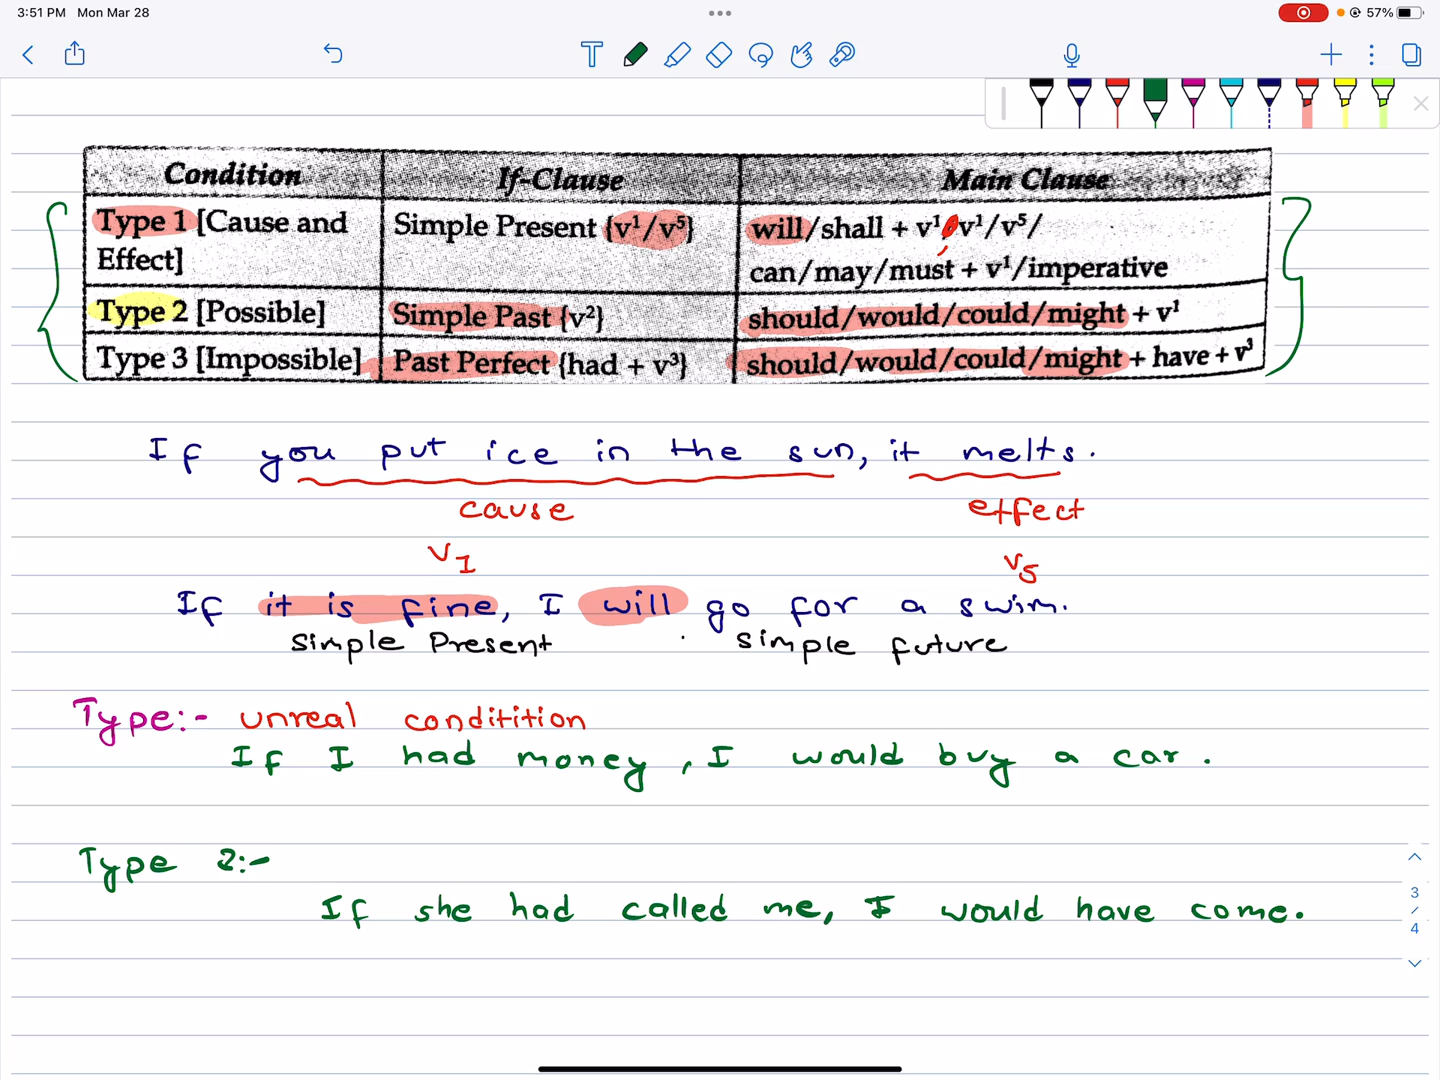 3:51 PM Mon Mar 28
57%
Condition If-Clause Main Clause
Type 1 [Cause and Effect] Simple Present {v¹/v⁵} will/shall + v¹, v¹/v⁵/
can/may/must + v¹/imperative
Type 2 [Possible] Simple Past {v²} should/would/could/might + v¹
Type 3 [Impossible] Past Perfect {had + v³} should/would/could/might + have + v³
If you put ice in the sun, it melts.
cause effect
V1 V5
If it is fine, I will go for a swim.
Simple Present Simple future
Type:- unreal conditition
If I had money, I would buy a car.
Type 2:-
If she had called me, I would have come.
3
/
4